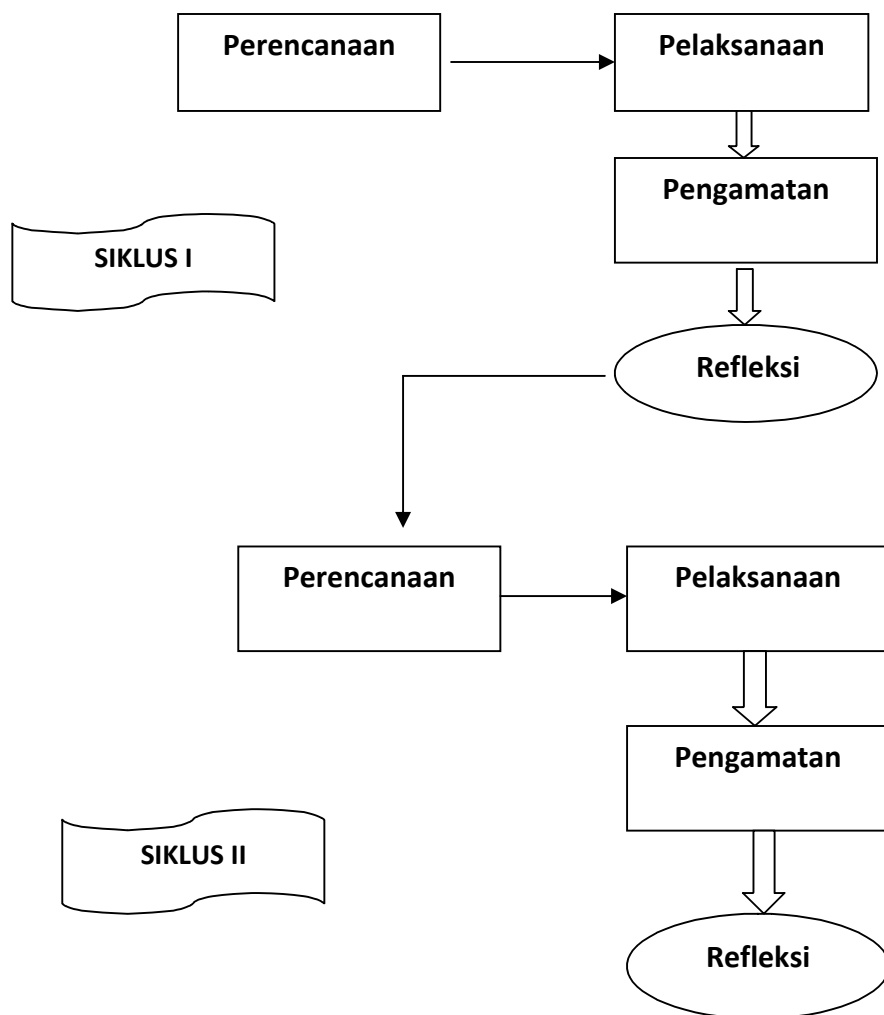 Perencanaan
Pelaksanaan
Pengamatan
SIKLUS I
Refleksi
Perencanaan
Pelaksanaan
Pengamatan
SIKLUS II
Refleksi